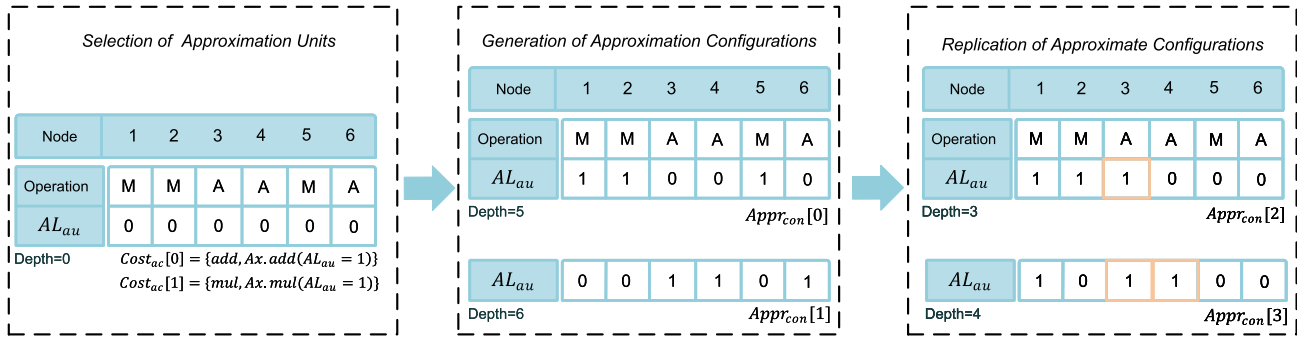 Selection of Approximation Units
Node 1 2 3 4 5 6
Operation M M A A M A
AL_au 0 0 0 0 0 0
Depth=0
Cost_ac[0] = {add, Ax.add(AL_au = 1)}
Cost_ac[1] = {mul, Ax.mul(AL_au = 1)}
Generation of Approximation Configurations
Node 1 2 3 4 5 6
Operation M M A A M A
AL_au 1 1 0 0 1 0
Depth=5 Appr_con[0]
AL_au 0 0 1 1 0 1
Depth=6 Appr_con[1]
Replication of Approximate Configurations
Node 1 2 3 4 5 6
Operation M M A A M A
AL_au 1 1 1 0 0 0
Depth=3 Appr_con[2]
AL_au 1 0 1 1 0 0
Depth=4 Appr_con[3]